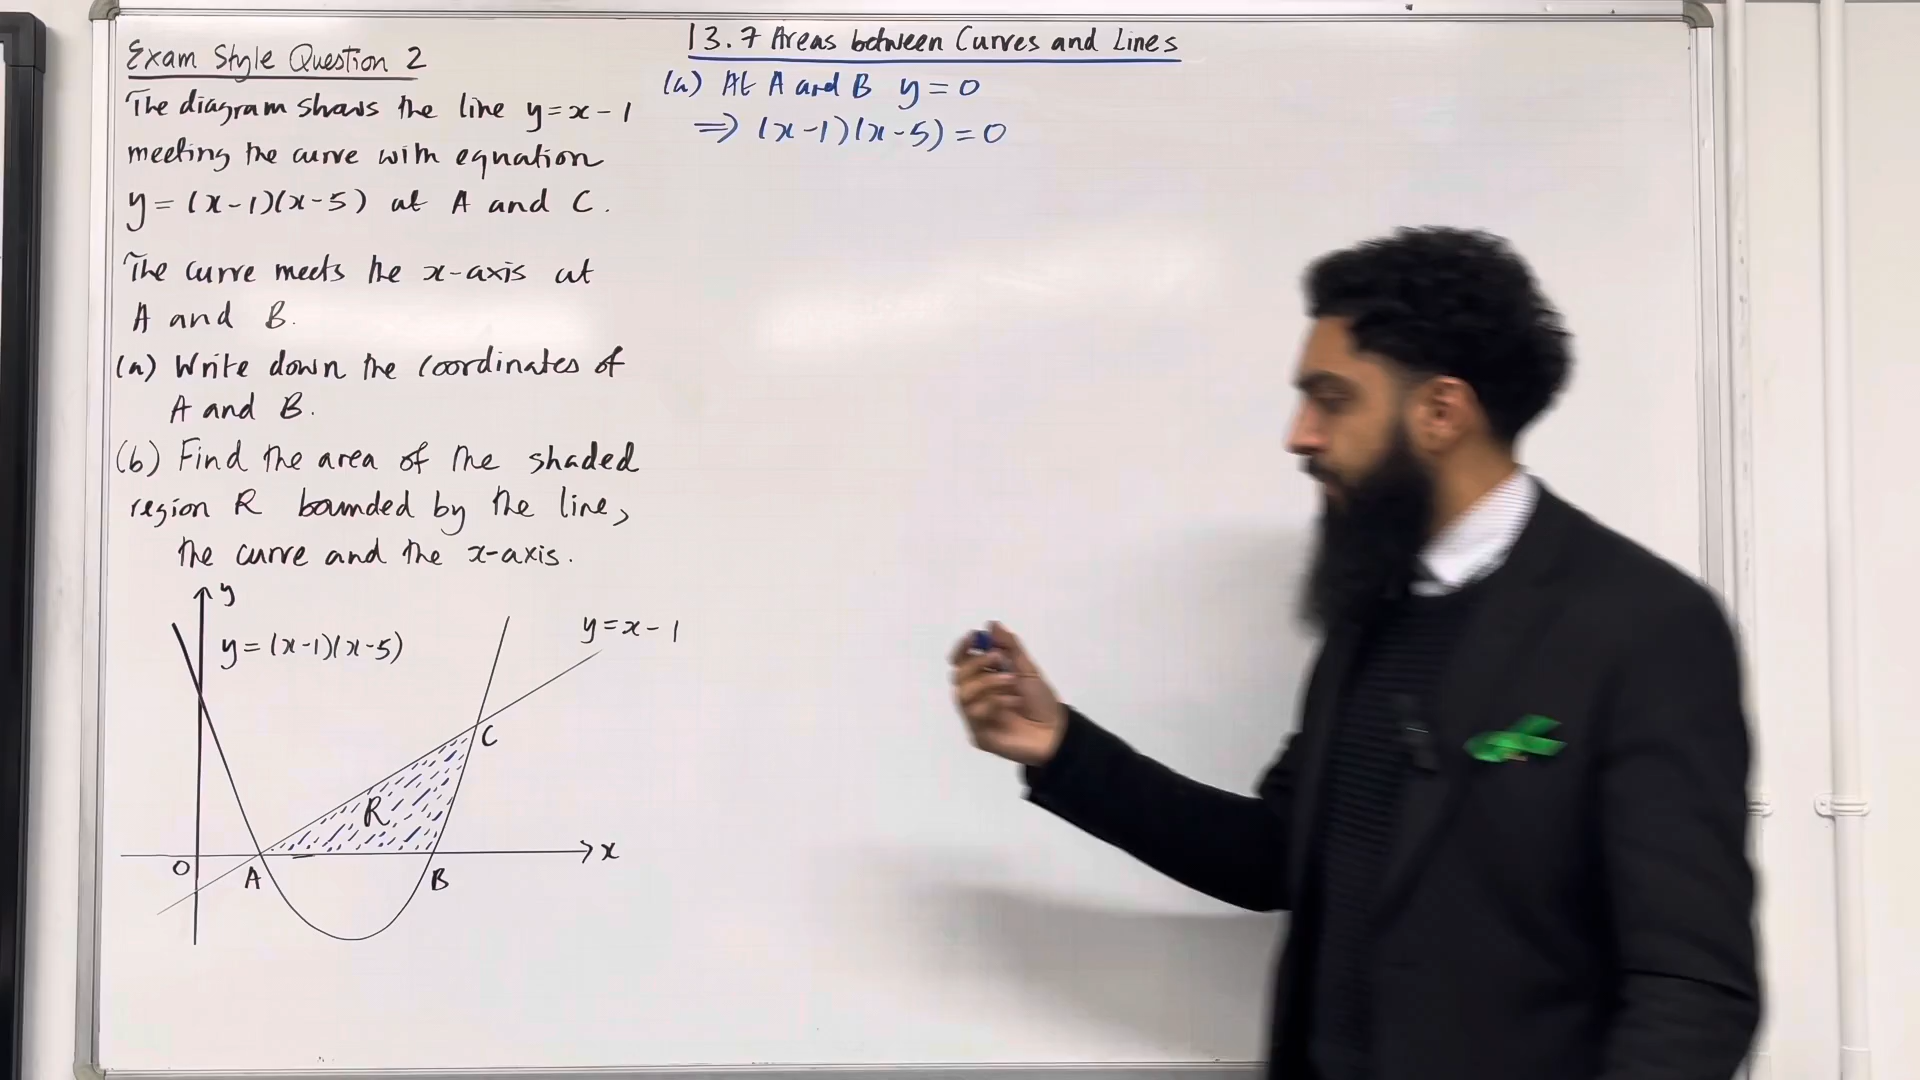 Exam Style Question 2
The diagram shows the line y=x-1
meeting the curve with equation
y=(x-1)(x-5) at A and C.
The curve meets the x-axis at
A and B.
(a) Write down the coordinates of
A and B.
(b) Find the area of the shaded
region R bounded by the line,
the curve and the x-axis.
y
y=(x-1)(x-5)
y=x-1
C
R
O
A
B
x
13.7 Areas between Curves and Lines
(a) At A and B y=0
⇒ (x-1)(x-5)=0